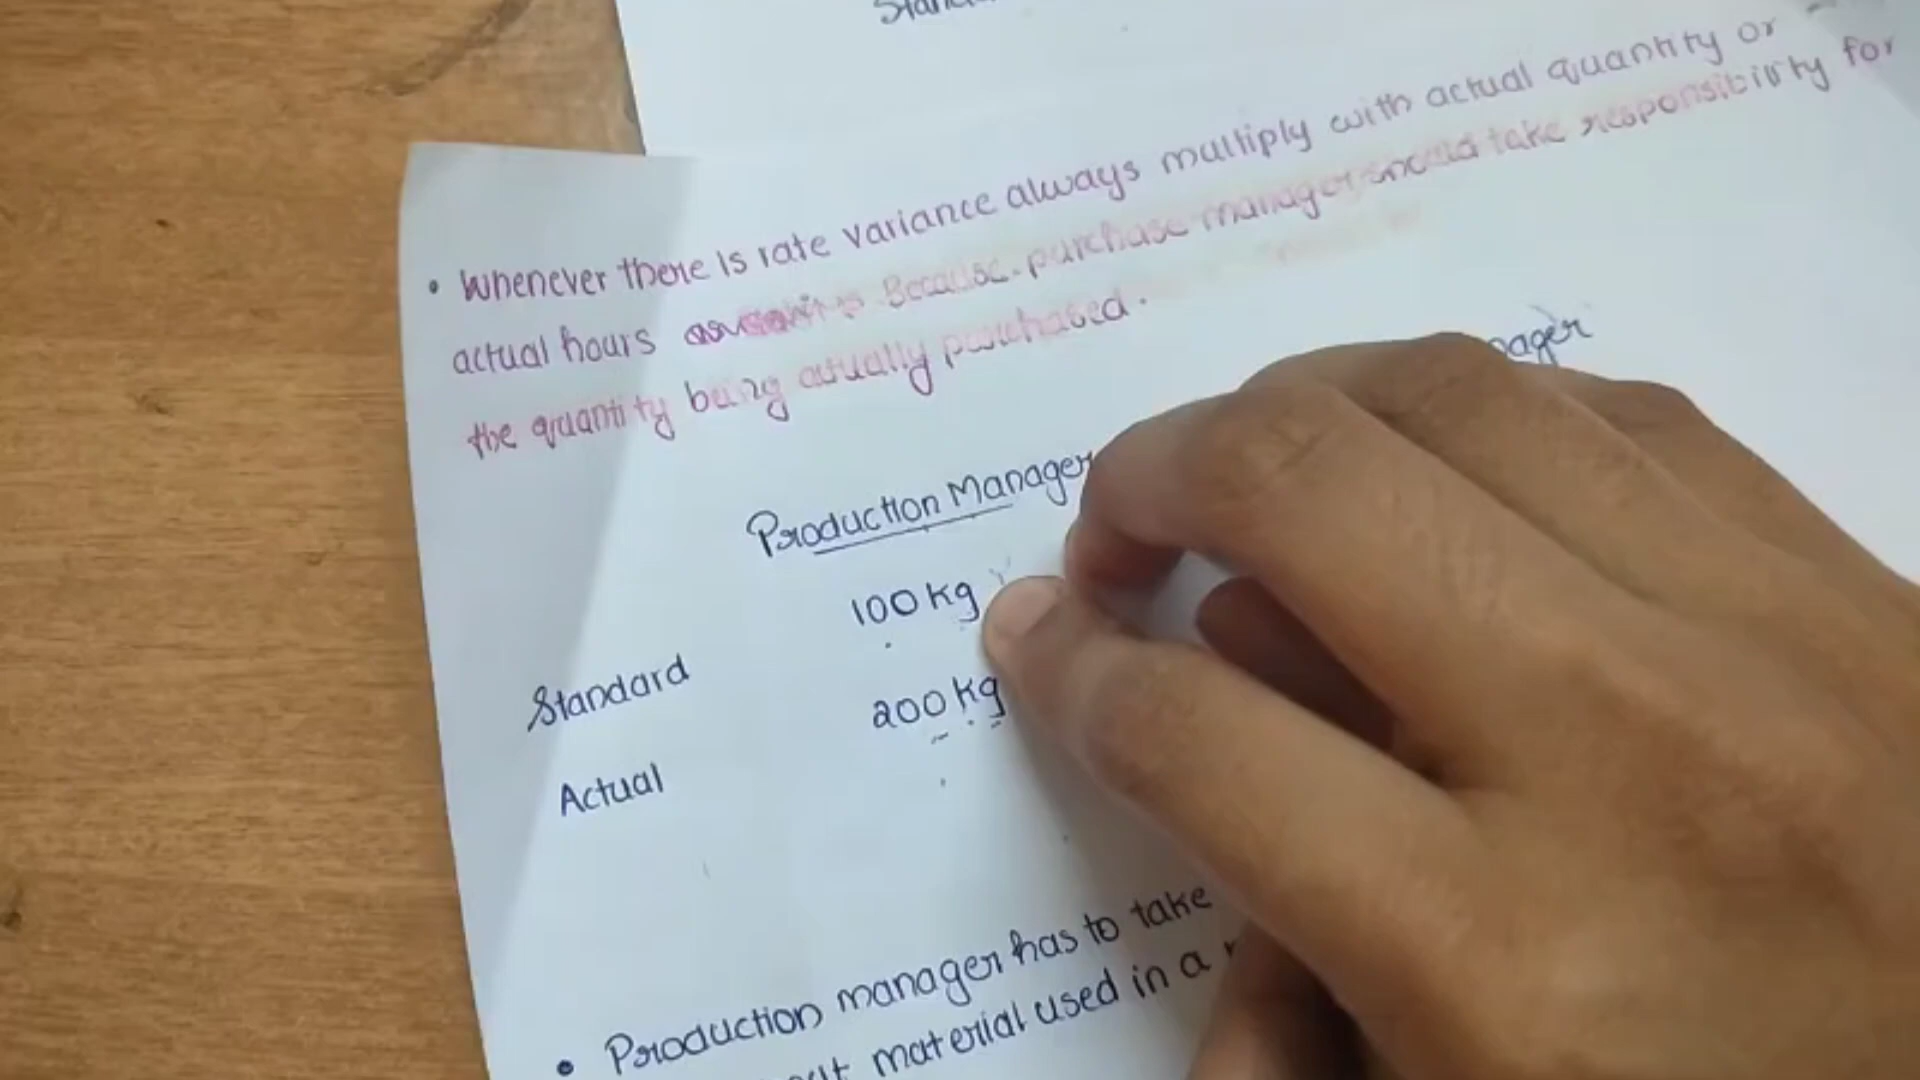 • Whenever there is rate variance always multiply with actual quantity or
actual hours Because purchase manager should take responsibility for
the quantity being actually purchased.
Production Manager
100 kg
Standard
200 kg
Actual
• Production manager has to take
material used in a